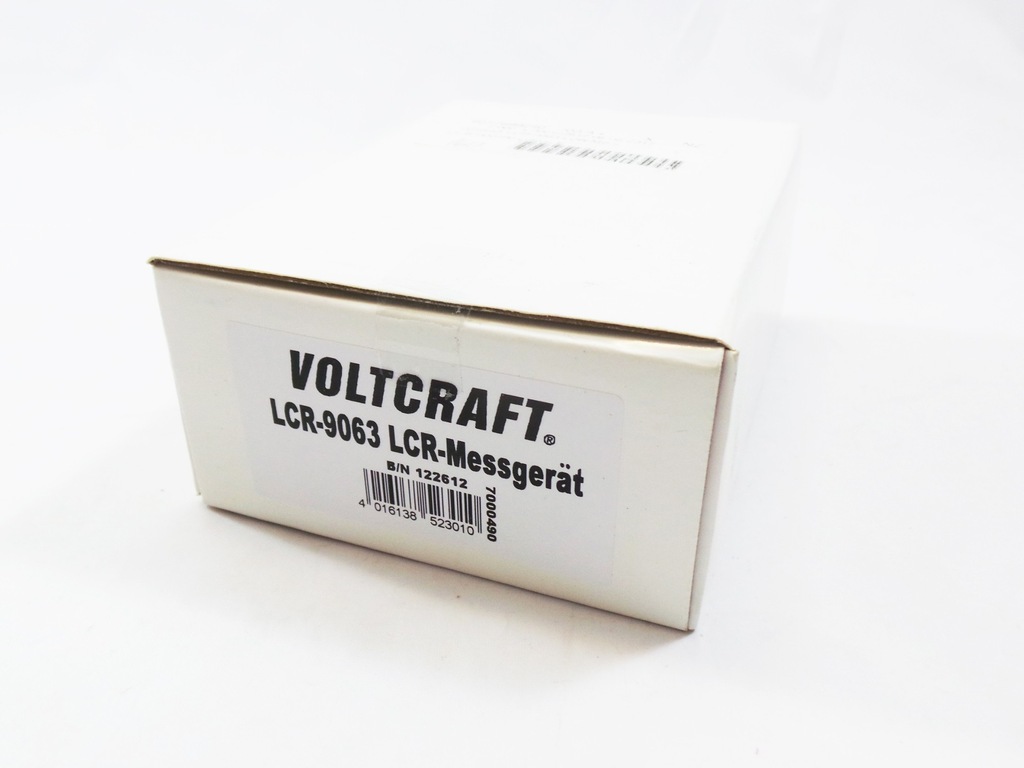 VOLTCRAFT®
LCR-9063 LCR-Messgerät
B/N 122612
4 016138 523010
7000490